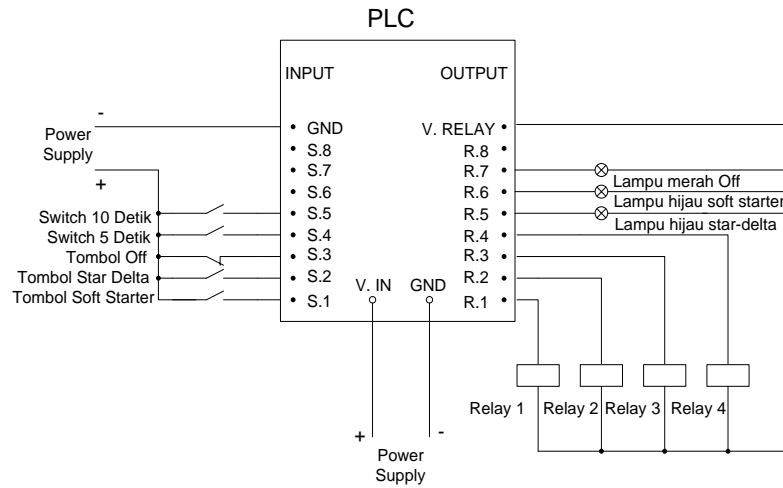 PLC
INPUT
OUTPUT
-
Power
Supply
+
GND
S.8
S.7
S.6
S.5
S.4
S.3
S.2
S.1
Switch 10 Detik
Switch 5 Detik
Tombol Off
Tombol Star Delta
Tombol Soft Starter
V. IN
GND
V. RELAY
R.8
R.7
R.6
R.5
R.4
R.3
R.2
R.1
Lampu merah Off
Lampu hijau soft starter
Lampu hijau star-delta
Relay 1
Relay 2
Relay 3
Relay 4
+
-
Power
Supply